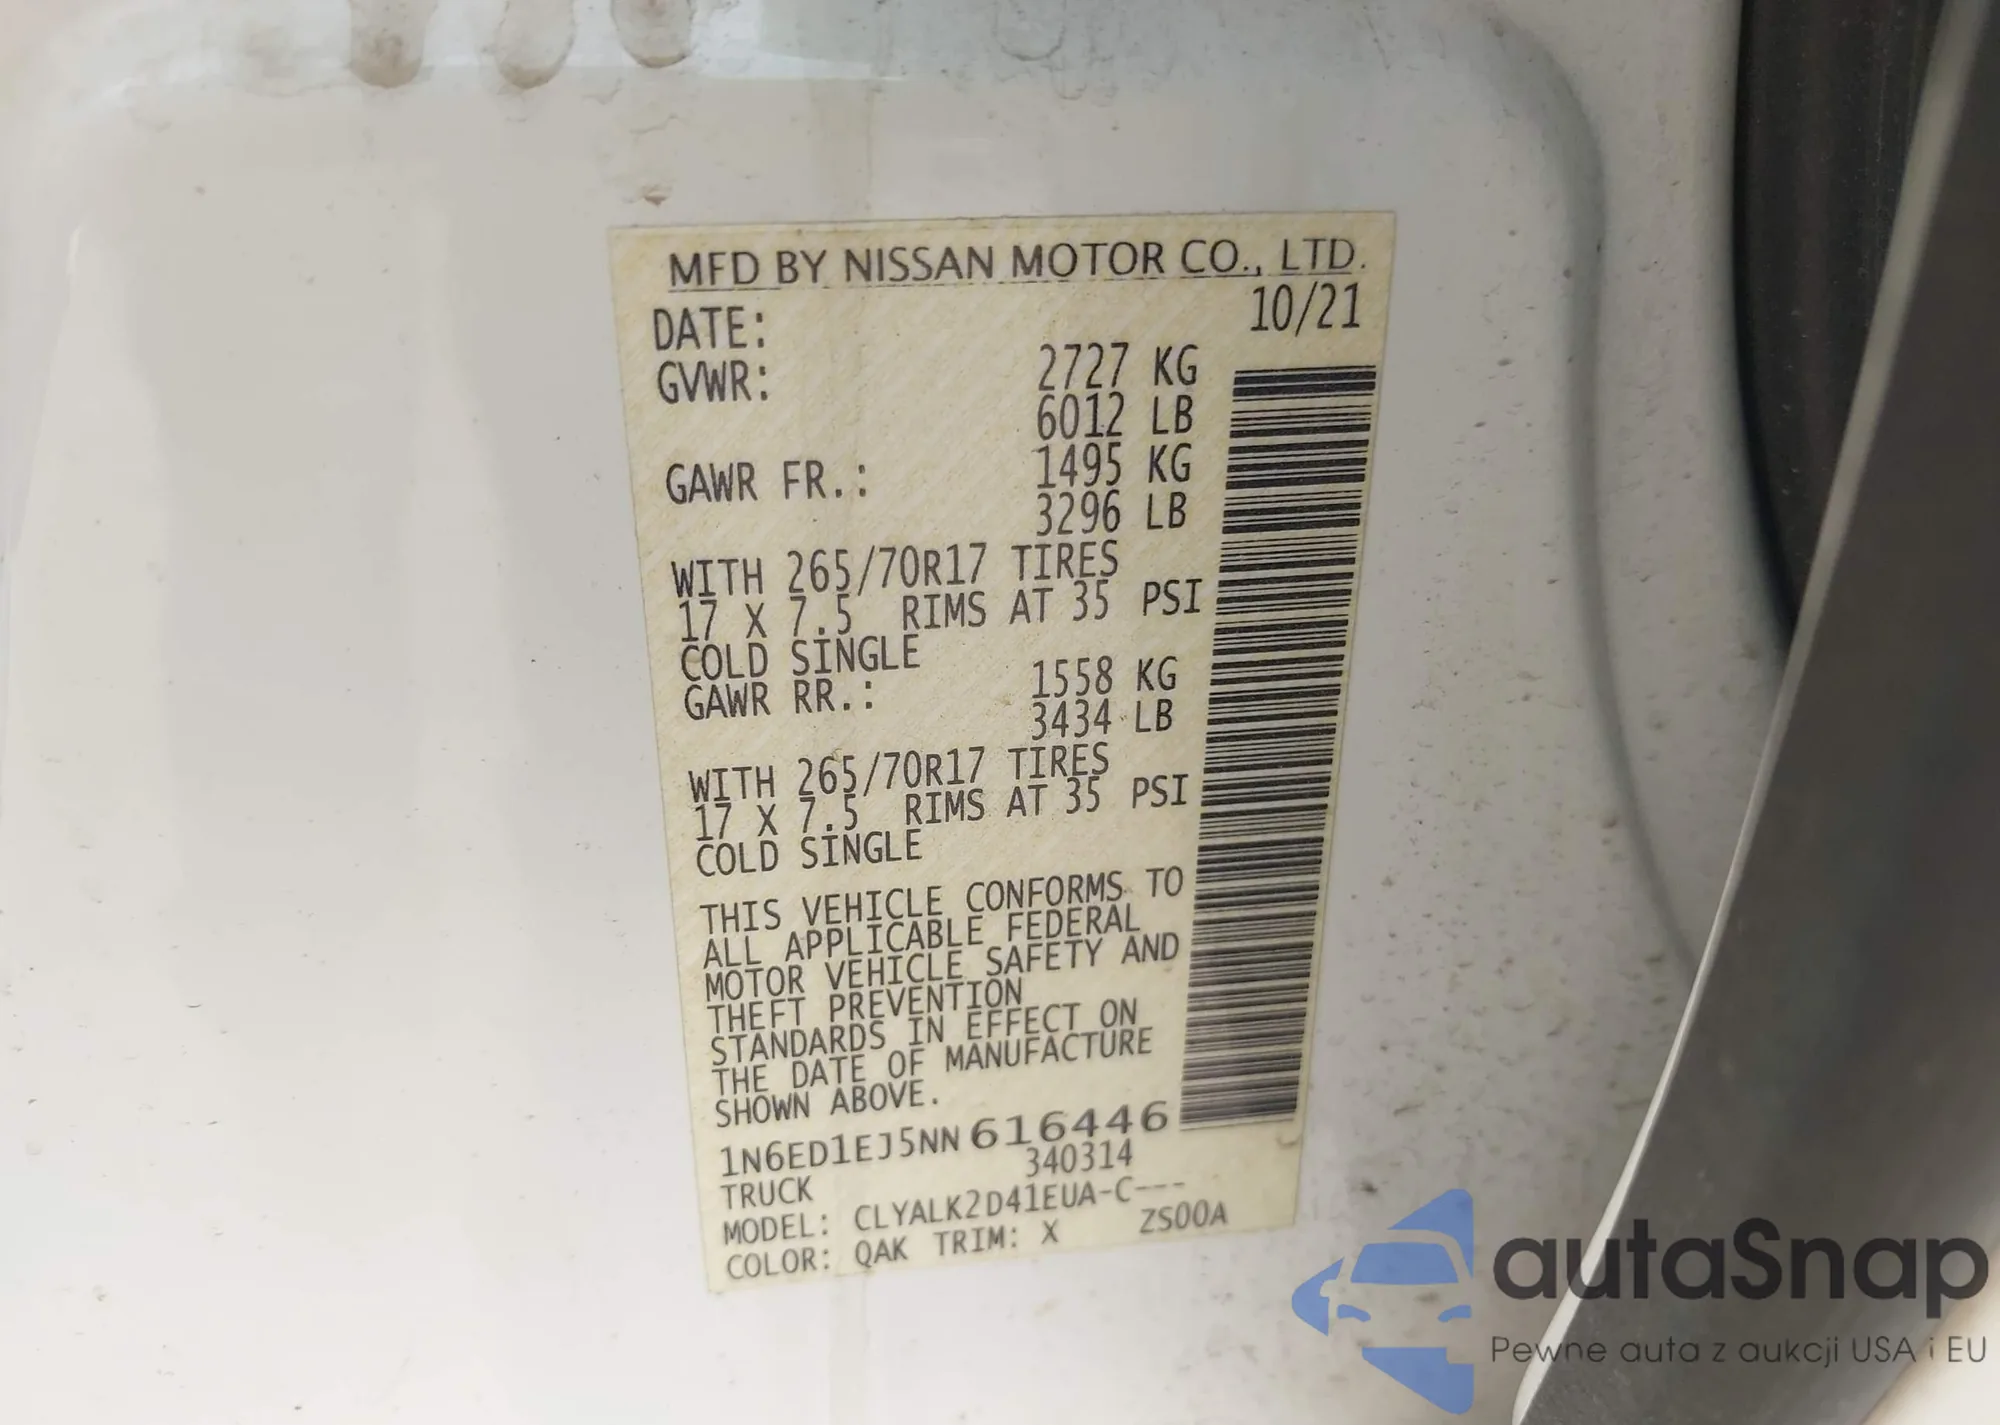 MFD BY NISSAN MOTOR CO., LTD.
DATE: 10/21
GVWR: 2727 KG
6012 LB
GAWR FR.: 1495 KG
3296 LB
WITH 265/70R17 TIRES
17 X 7.5 RIMS AT 35 PSI
COLD SINGLE
GAWR RR.: 1558 KG
3434 LB
WITH 265/70R17 TIRES
17 X 7.5 RIMS AT 35 PSI
COLD SINGLE
THIS VEHICLE CONFORMS TO
ALL APPLICABLE FEDERAL
MOTOR VEHICLE SAFETY AND
THEFT PREVENTION
STANDARDS IN EFFECT ON
THE DATE OF MANUFACTURE
SHOWN ABOVE.
1N6ED1EJ5NN616446
TRUCK 340314
MODEL: CLYALK2D41EUA-C---
COLOR: QAK TRIM: X ZS00A
autaSnap
Pewne auta z aukcji USA i EU